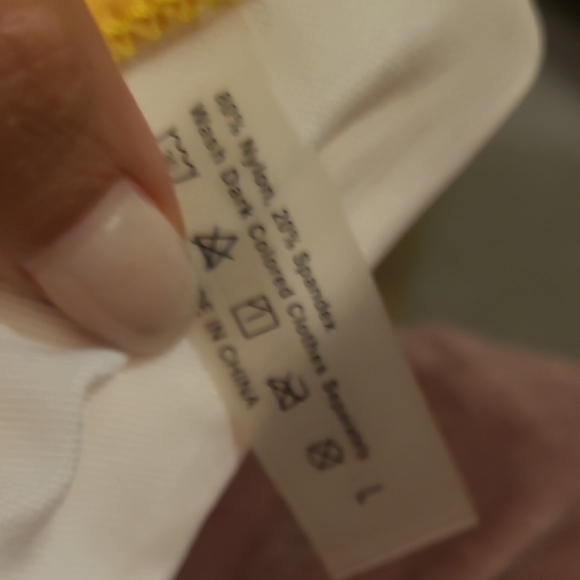 80% Nylon, 20% Spandex
Wash Dark Colored Clothes Separately
IN CHINA
L